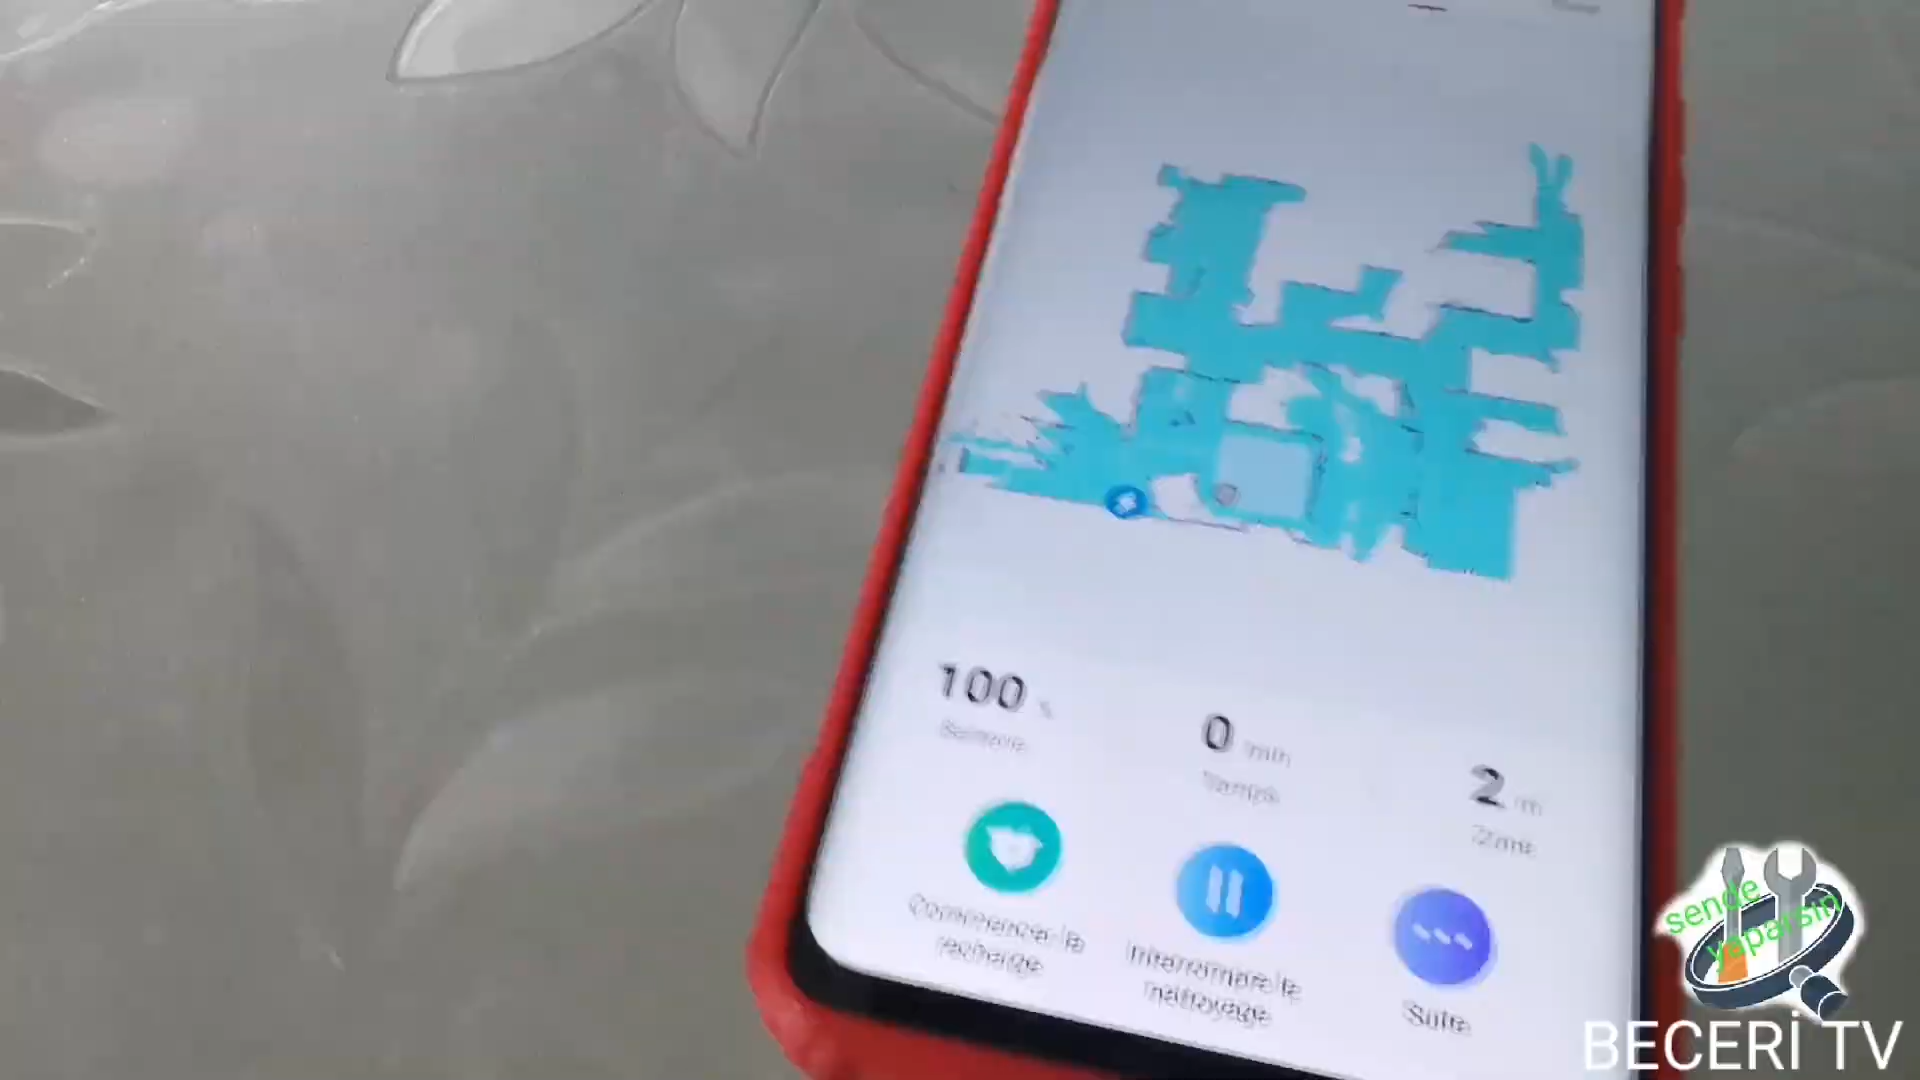 100 %
Batterie
0 min
Temps
2 m
Zone
Commencer la
recharge
Interrompre le
nettoyage
Suite
sende
yaparsın
BECERİ TV